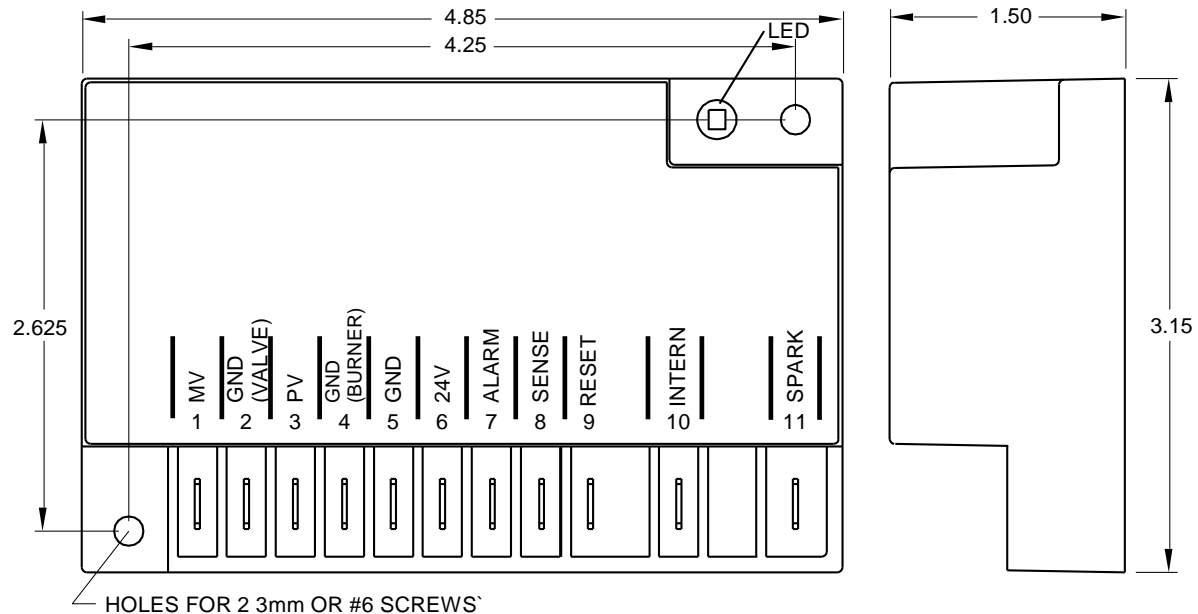 4.85
1.50
4.25
LED
2.625
3.15
MV
GND
(VALVE)
PV
GND
(BURNER)
GND
24V
ALARM
SENSE
RESET
INTERN
SPARK
1 2 3 4 5 6 7 8 9 10 11
HOLES FOR 2 3mm OR #6 SCREWS`